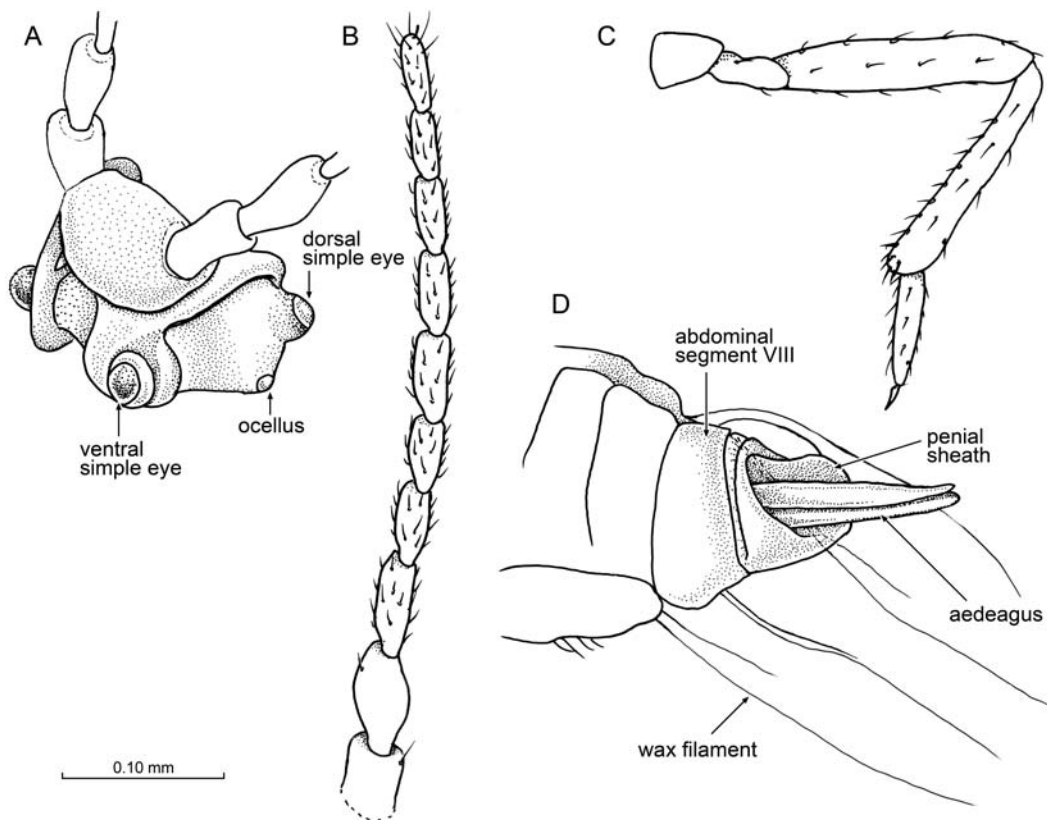 A
B
C
dorsal
simple eye
ocellus
ventral
simple eye
0.10 mm
D
abdominal
segment VIII
penial
sheath
aedeagus
wax filament